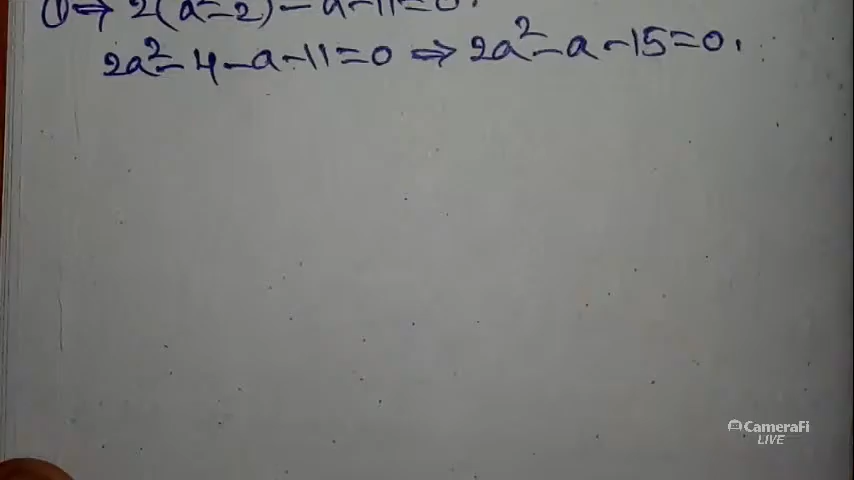 ① ⇒ 2(a²-2) - a - 11 = 0.
2a² - 4 - a - 11 = 0 ⇒ 2a² - a - 15 = 0.
CameraFi
LIVE